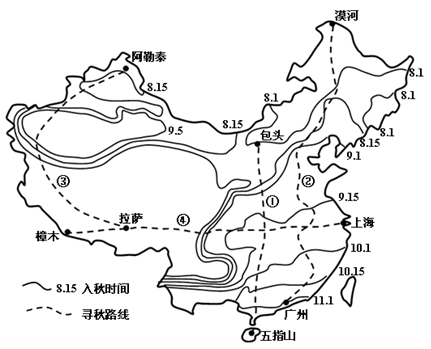 漠河
阿勒泰
8.15
8.1
8.1
8.1
8.15
包头
8.1
9.5
8.15
9.1
③
①
②
9.15
拉萨
④
上海
樟木
10.1
10.15
8.15 入秋时间
11.1
寻秋路线
广州
五指山